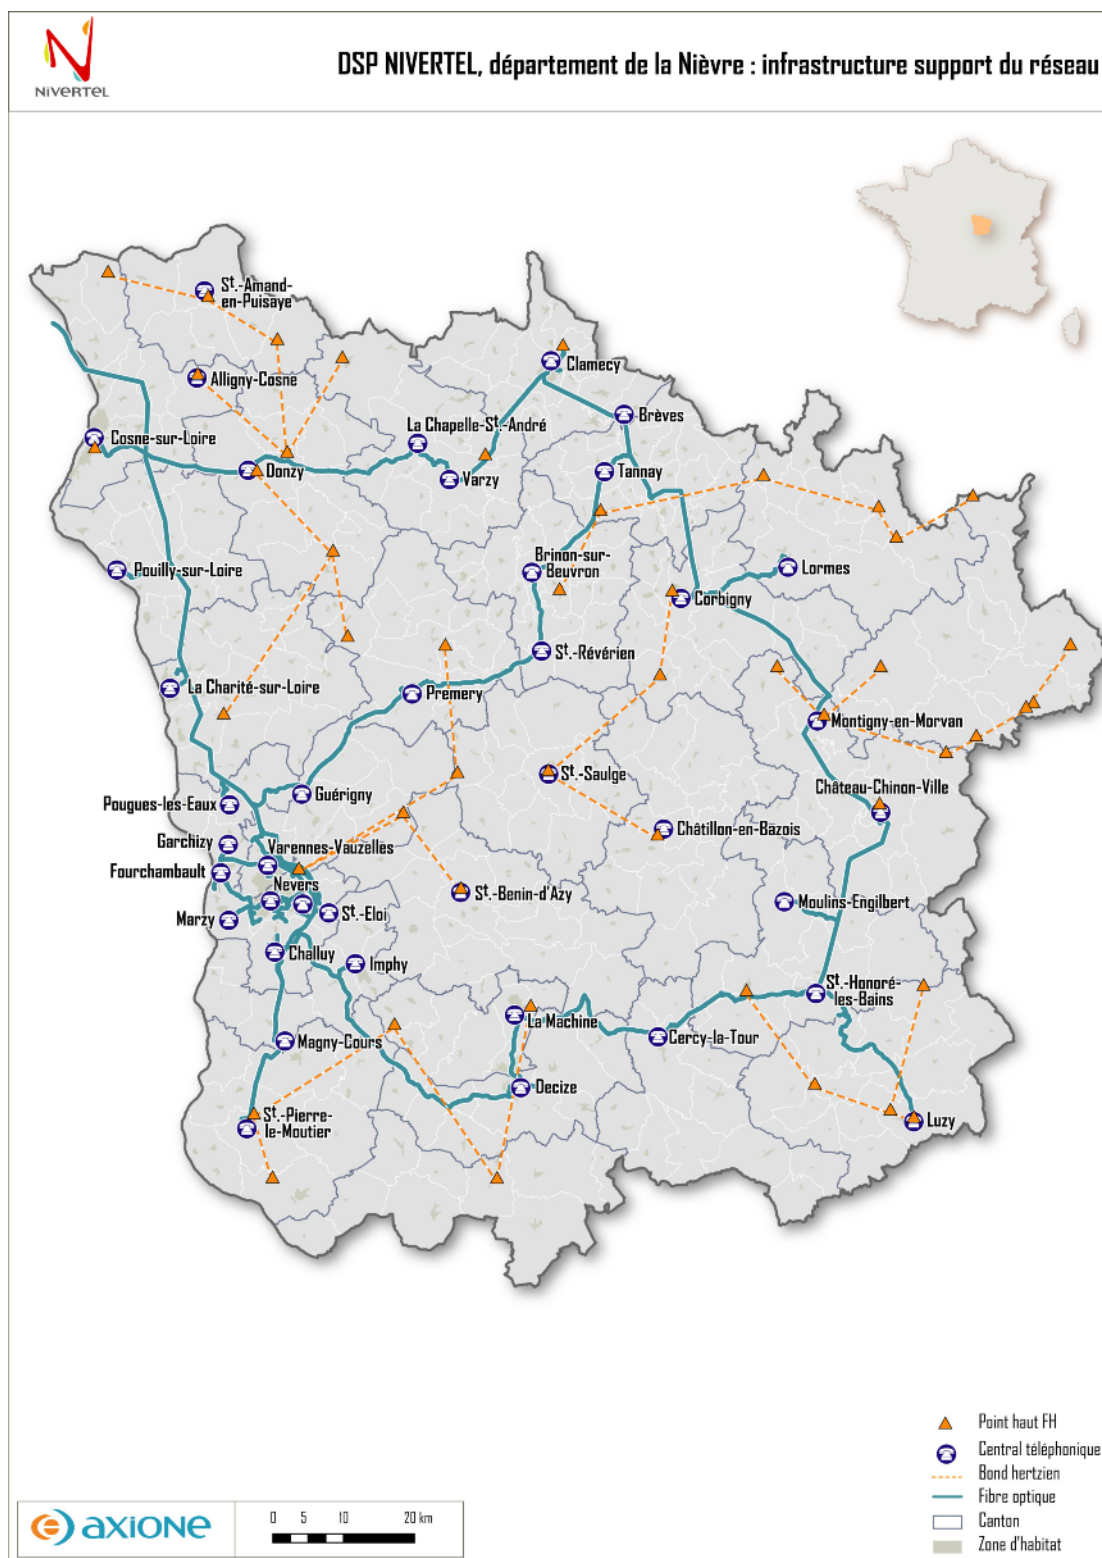 NiVERTEL
DSP NIVERTEL, département de la Nièvre : infrastructure support du réseau
St.-Amand-
en-Puisaye
Clamecy
Alligny-Cosne
Brèves
La Chapelle-St.-André
Cosne-sur-Loire
Donzy
Varzy
Tannay
Brinon-sur-
Beuvron
Pouilly-sur-Loire
Lormes
Corbigny
St.-Révérien
La Charité-sur-Loire
Premery
Montigny-en-Morvan
St.-Saulge
Château-Chinon-Ville
Guérigny
Pougues-les-Eaux
Châtillon-en-Bazois
Garchizy
Varennes-Vauzelles
Fourchambault
Nevers
St.-Benin-d'Azy
Moulins-Engilbert
Marzy
St.-Eloi
Challuy
Imphy
St.-Honoré-
les-Bains
La Machine
Magny-Cours
Cercy-la-Tour
Decize
St.-Pierre-
le-Moutier
Luzy
Point haut FH
Central téléphonique
Bond hertzien
Fibre optique
Canton
Zone d'habitat
axione
0 5 10 20 km